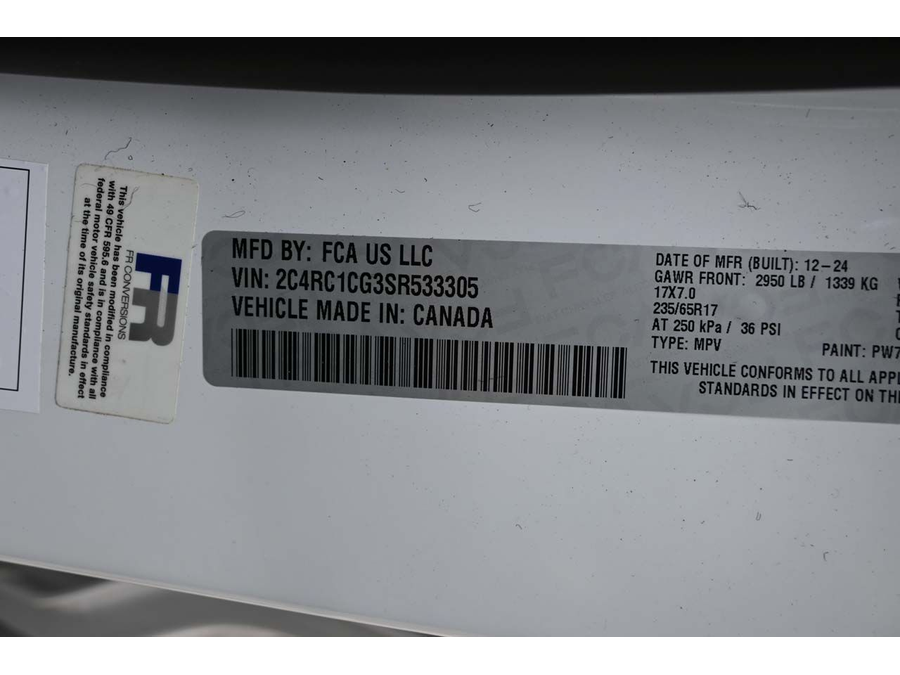 FR
FR CONVERSIONS
This vehicle has been modified in compliance
with 49 CFR 595.6 and is in compliance with all
federal motor vehicle safety standards in effect
at the time of its original manufacture.
MFD BY: FCA US LLC
VIN: 2C4RC1CG3SR533305
VEHICLE MADE IN: CANADA
DATE OF MFR (BUILT): 12-24
GAWR FRONT: 2950 LB / 1339 KG
17X7.0
235/65R17
AT 250 kPa / 36 PSI
TYPE: MPV
PAINT: PW7
THIS VEHICLE CONFORMS TO ALL
STANDARDS IN EFFECT ON